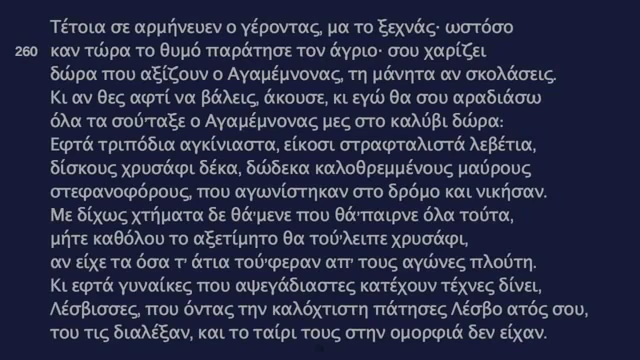 Τέτοια σε αρμήνευεν ο γέροντας, μα το ξεχνάς· ωστόσο
260 καν τώρα το θυμό παράτησε τον άγριο· σου χαρίζει
δώρα που αξίζουν ο Αγαμέμνονας, τη μάνητα αν σκολάσεις.
Κι αν θες αφτί να βάλεις, άκουσε, κι εγώ θα σου αραδιάσω
όλα τα σού'ταξε ο Αγαμέμνονας μες στο καλύβι δώρα:
Εφτά τριπόδια αγκίνιαστα, είκοσι στραφταλιστά λεβέτια,
δίσκους χρυσάφι δέκα, δώδεκα καλοθρεμμένους μαύρους
στεφανοφόρους, που αγωνίστηκαν στο δρόμο και νικήσαν.
Με δίχως χτήματα δε θά'μενε που θά'παιρνε όλα τούτα,
μήτε καθόλου το αξετίμητο θα τού'λειπε χρυσάφι,
αν είχε τα όσα τ' άτια τού'φεραν απ' τους αγώνες πλούτη.
Κι εφτά γυναίκες που αψεγάδιαστες κατέχουν τέχνες δίνει,
Λέσβισσες, που όντας την καλόχτιστη πάτησες Λέσβο ατός σου,
του τις διαλέξαν, και το ταίρι τους στην ομορφιά δεν είχαν.